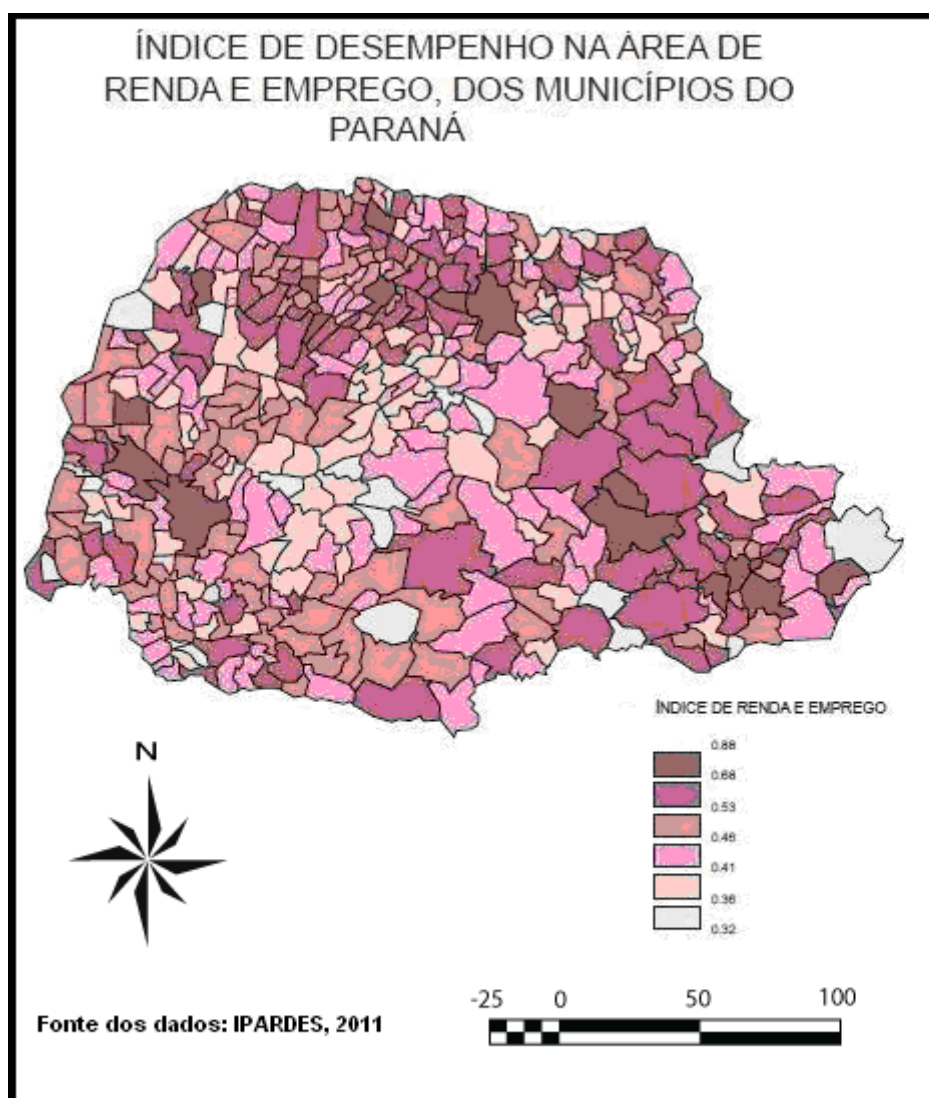 ÍNDICE DE DESEMPENHO NA ÁREA DE
RENDA E EMPREGO, DOS MUNICÍPIOS DO
PARANÁ
ÍNDICE DE RENDA E EMPREGO
0.88
0.68
0.53
0.46
0.41
0.36
0.32
N
-25 0 50 100
Fonte dos dados: IPARDES, 2011